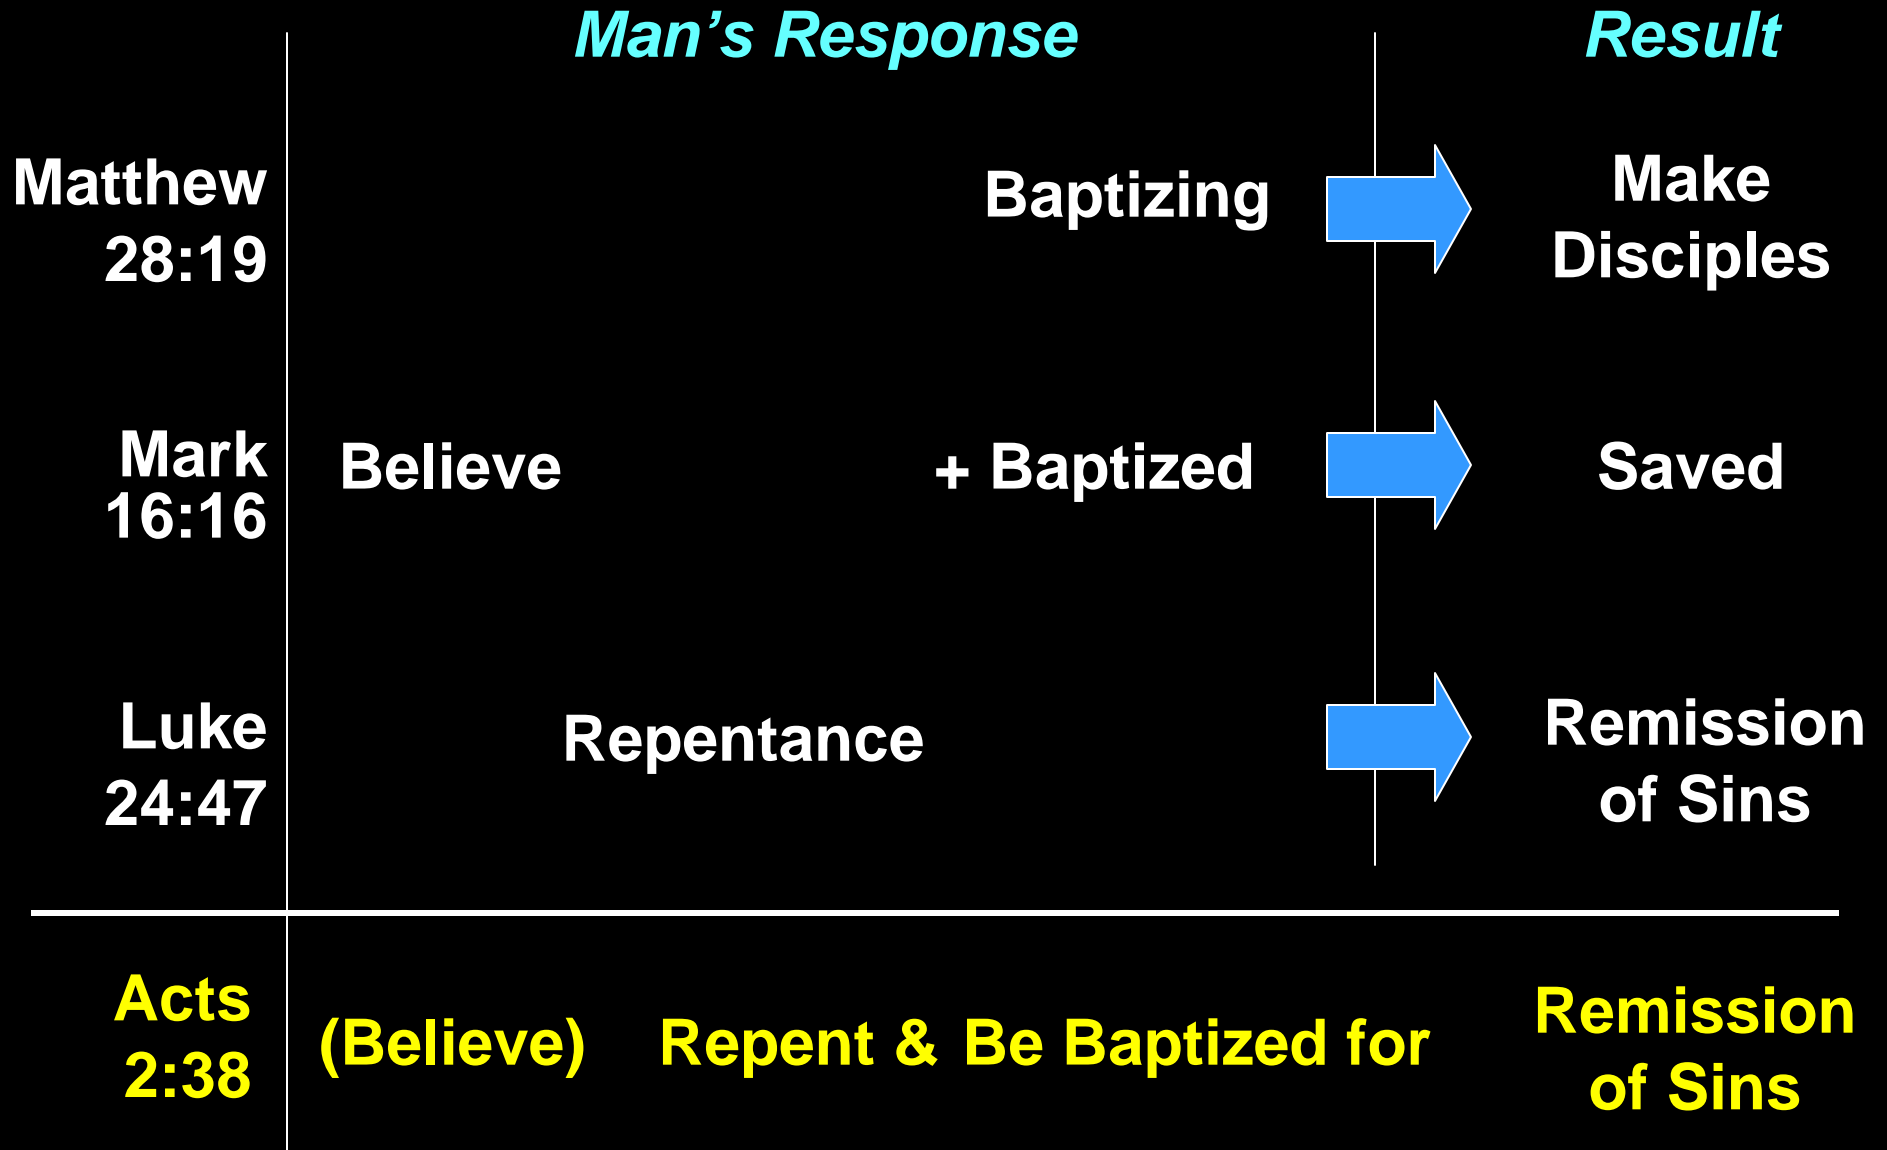 Man’s Response
Result
Matthew
28:19
Baptizing
Make
Disciples
Mark
16:16
Believe
+ Baptized
Saved
Luke
24:47
Repentance
Remission
of Sins
Acts
2:38
(Believe) Repent & Be Baptized for
Remission
of Sins